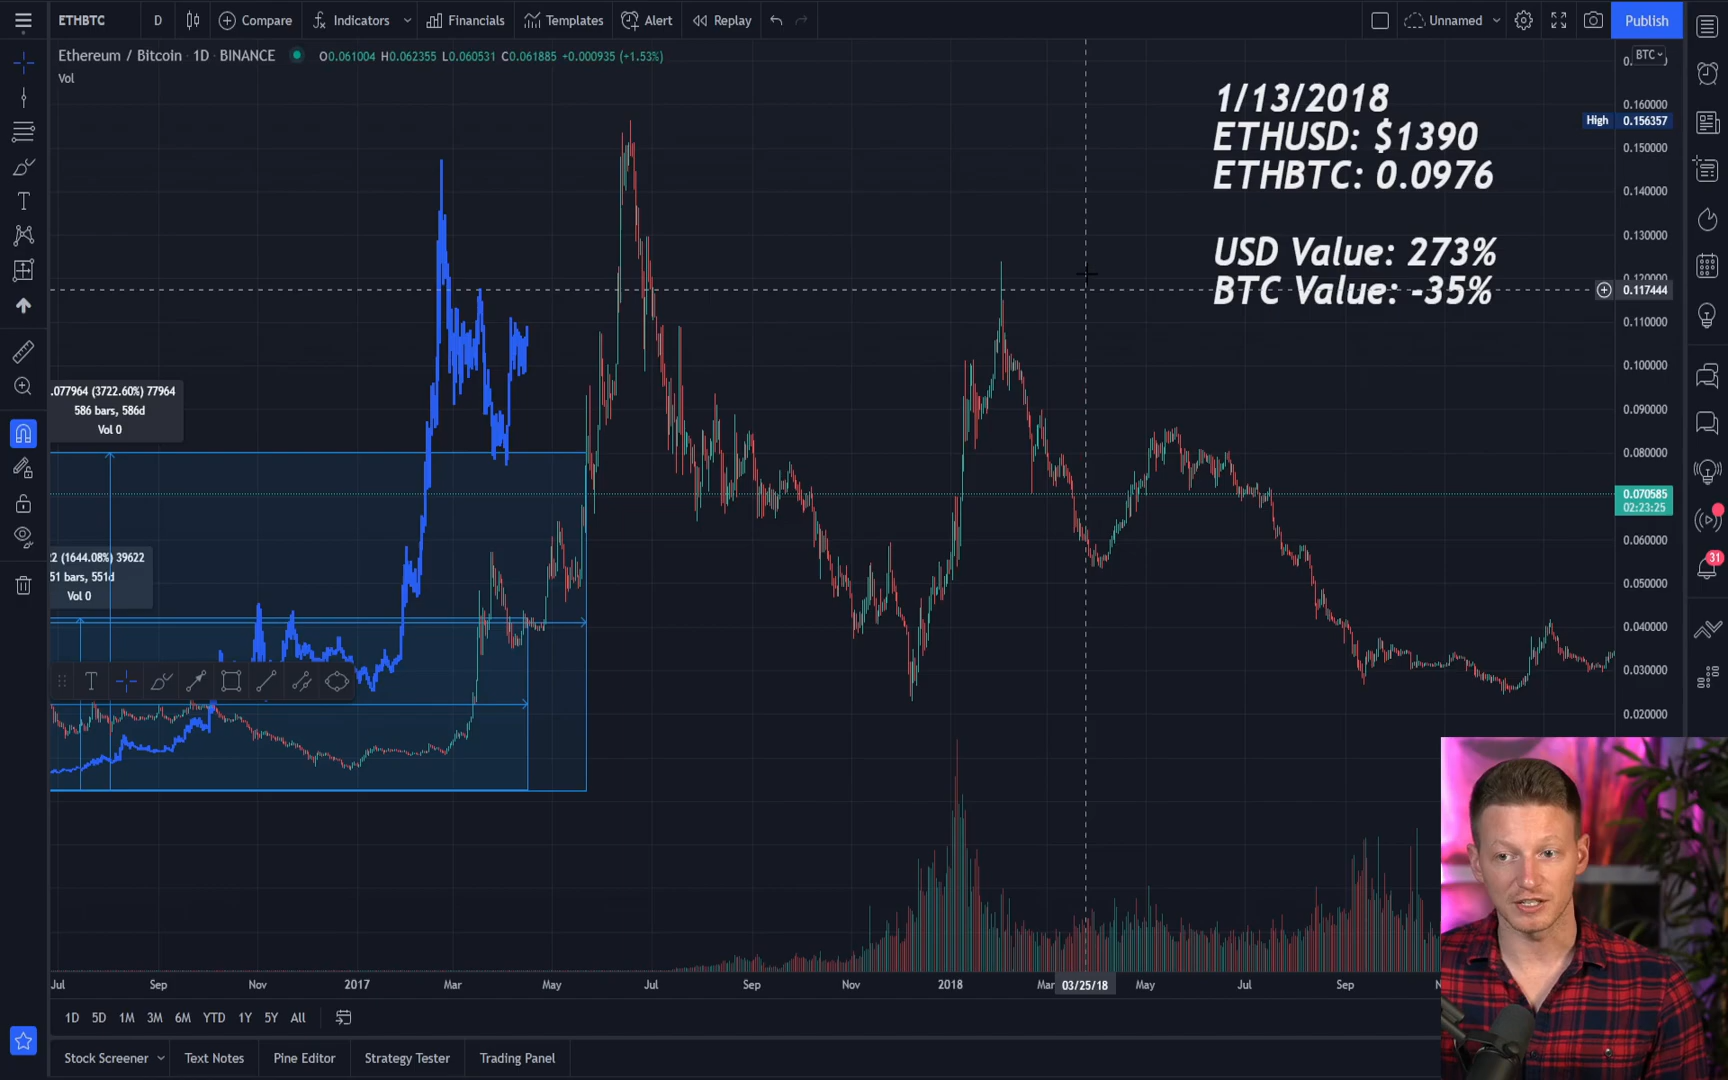 ETHBTC
D
Compare
Indicators
Financials
Templates
Alert
Replay
Unnamed
Publish
Ethereum / Bitcoin · 1D · BINANCE
O0.061004 H0.062355 L0.060531 C0.061885 +0.000935 (+1.53%)
Vol
BTC
1/13/2018
ETHUSD: $1390
ETHBTC: 0.0976
USD Value: 273%
BTC Value: -35%
0.160000
High 0.156357
0.150000
0.140000
0.130000
0.120000
0.117444
0.110000
0.100000
0.090000
0.080000
0.070585
02:23:25
0.060000
0.050000
0.040000
0.030000
0.020000
.077964 (3722.60%) 77964
586 bars, 586d
Vol 0
22 (1644.08%) 39622
51 bars, 551d
Vol 0
31
Jul
Sep
Nov
2017
Mar
May
Jul
Sep
Nov
2018
Mar
03/25/18
May
Jul
Sep
1D 5D 1M 3M 6M YTD 1Y 5Y All
Stock Screener
Text Notes
Pine Editor
Strategy Tester
Trading Panel